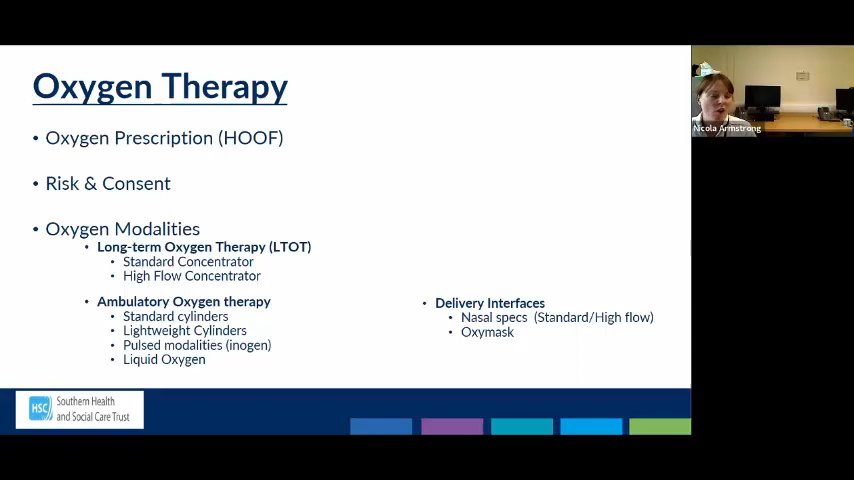 Oxygen Therapy
• Oxygen Prescription (HOOF)
• Risk & Consent
• Oxygen Modalities
• Long-term Oxygen Therapy (LTOT)
• Standard Concentrator
• High Flow Concentrator
• Ambulatory Oxygen therapy
• Standard cylinders
• Lightweight Cylinders
• Pulsed modalities (inogen)
• Liquid Oxygen
• Delivery Interfaces
• Nasal specs (Standard/High flow)
• Oxymask
HSC
Southern Health
and Social Care Trust
Nicola Armstrong